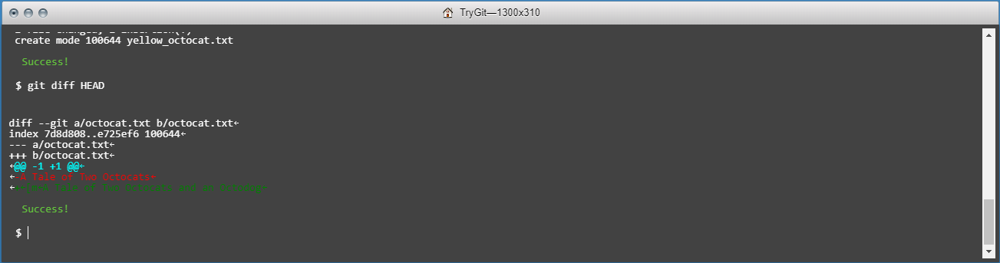 TryGit—1300x310
create mode 100644 yellow_octocat.txt
Success!
$ git diff HEAD
diff --git a/octocat.txt b/octocat.txt←
index 7d8d808..e725ef6 100644←
--- a/octocat.txt←
+++ b/octocat.txt←
←@@ -1 +1 @@←
← A Tale of Two Octocats←
A Tale of Two Octocats and an Octodog←
Success!
$